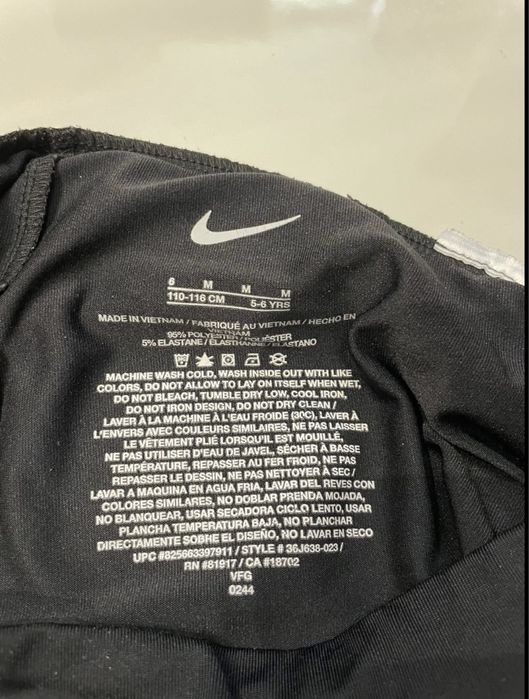 6 M M M
110-116 CM 5-6 YRS
MADE IN VIETNAM / FABRIQUÉ AU VIETNAM / HECHO EN
VIETNAM
95% POLYESTER / POLYESTER / POLIÉSTER
5% ELASTANE / ÉLASTHANNE / ELASTANO
MACHINE WASH COLD, WASH INSIDE OUT WITH LIKE
COLORS, DO NOT ALLOW TO LAY ON ITSELF WHEN WET,
DO NOT BLEACH, TUMBLE DRY LOW, COOL IRON,
DO NOT IRON DESIGN, DO NOT DRY CLEAN /
LAVER À LA MACHINE À L'EAU FROIDE (30C), LAVER À
L'ENVERS AVEC COULEURS SIMILAIRES, NE PAS LAISSER
LE VÊTEMENT PLIÉ LORSQU'IL EST MOUILLÉ,
NE PAS UTILISER D'EAU DE JAVEL, SÉCHER À BASSE
TEMPÉRATURE, REPASSER AU FER FROID, NE PAS
REPASSER LE DESSIN, NE PAS NETTOYER À SEC /
LAVAR A MAQUINA EN AGUA FRIA, LAVAR DEL REVES CON
COLORES SIMILARES, NO DOBLAR PRENDA MOJADA,
NO BLANQUEAR, USAR SECADORA CICLO LENTO, USAR
PLANCHA TEMPERATURA BAJA, NO PLANCHAR
DIRECTAMENTE SOBRE EL DISEÑO, NO LAVAR EN SECO
UPC #825663397911 / STYLE # 36J638-023 /
RN #81917 / CA #18702
VFG
0244